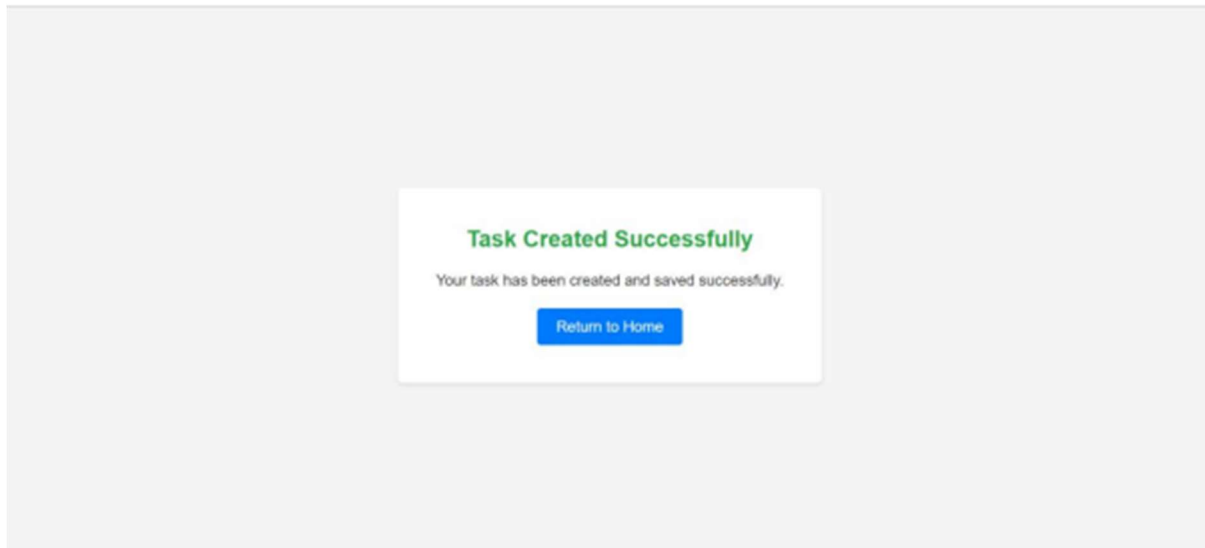 Task Created Successfully
Your task has been created and saved successfully.
Return to Home